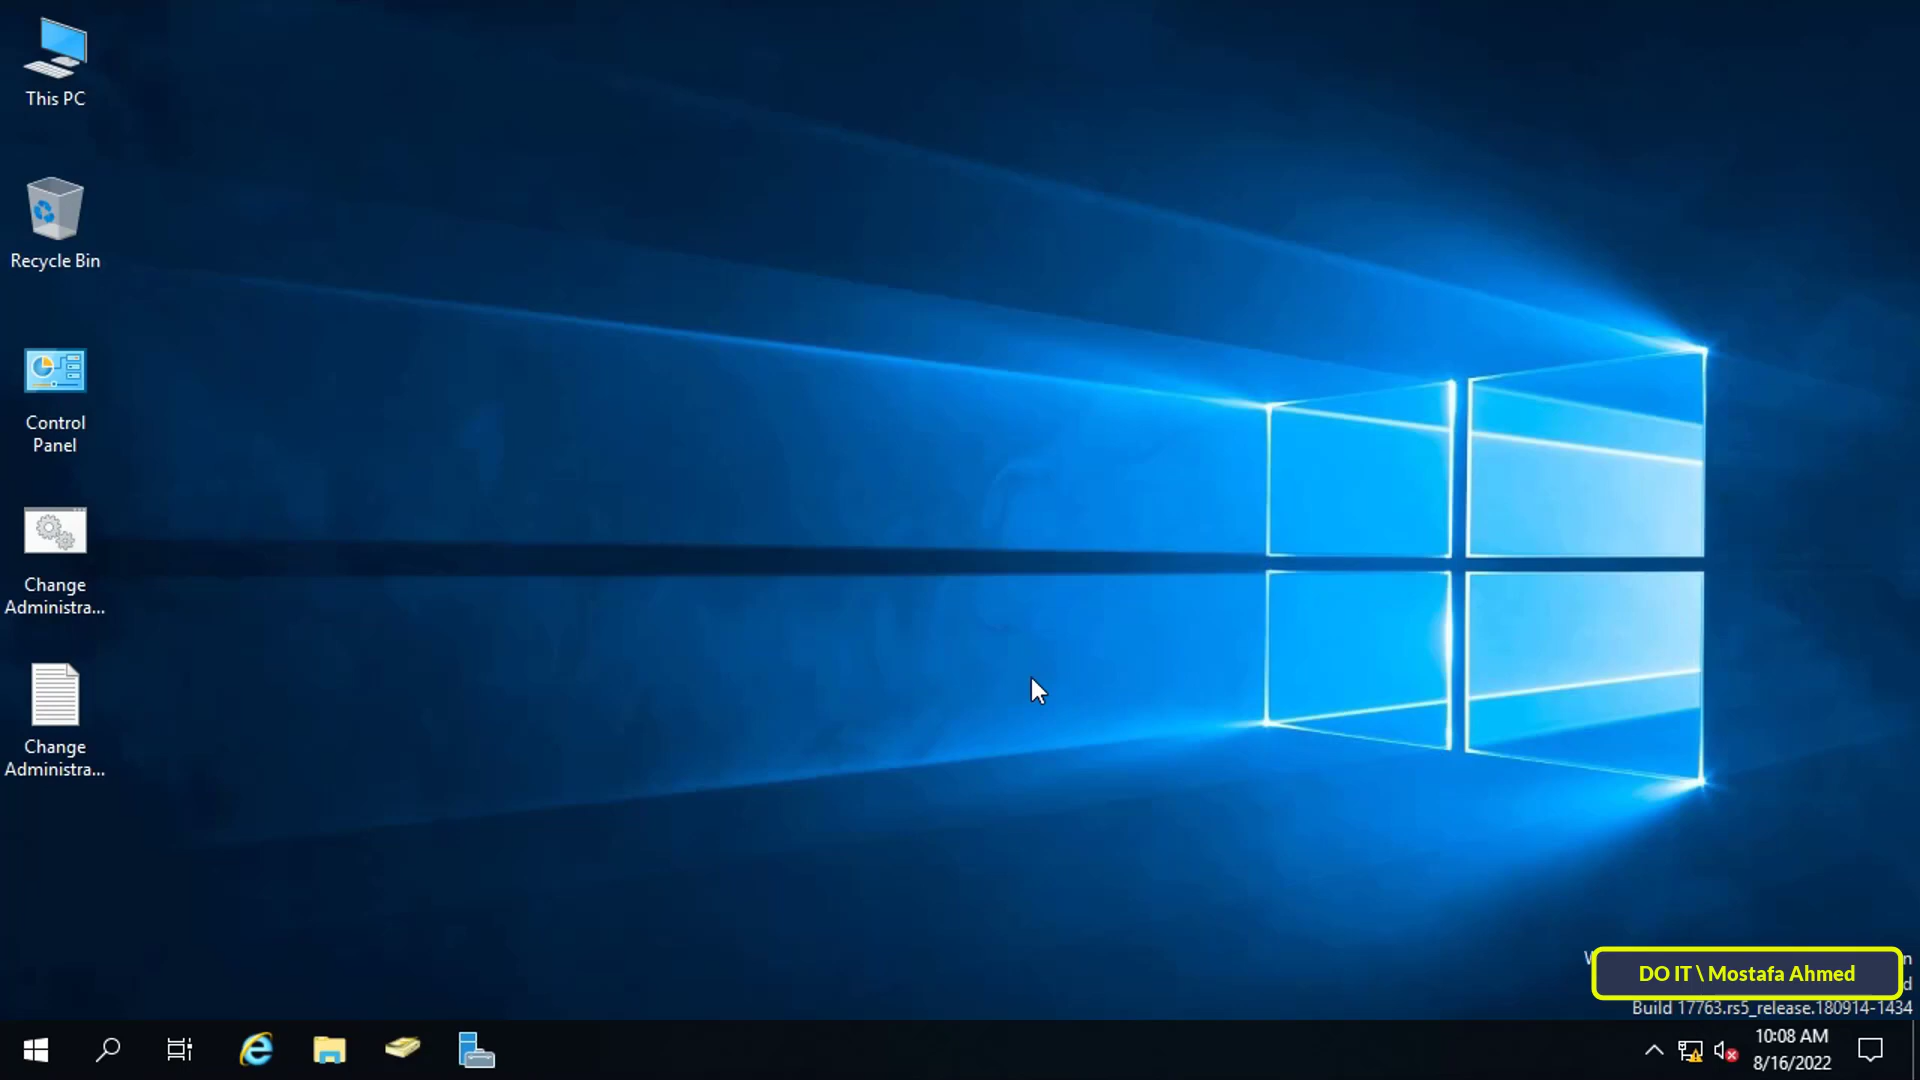 This PC
Recycle Bin
Control
Panel
Change
Administra...
Change
Administra...
DO IT \ Mostafa Ahmed
Build 17763.rs5_release.180914-1434
10:08 AM
8/16/2022